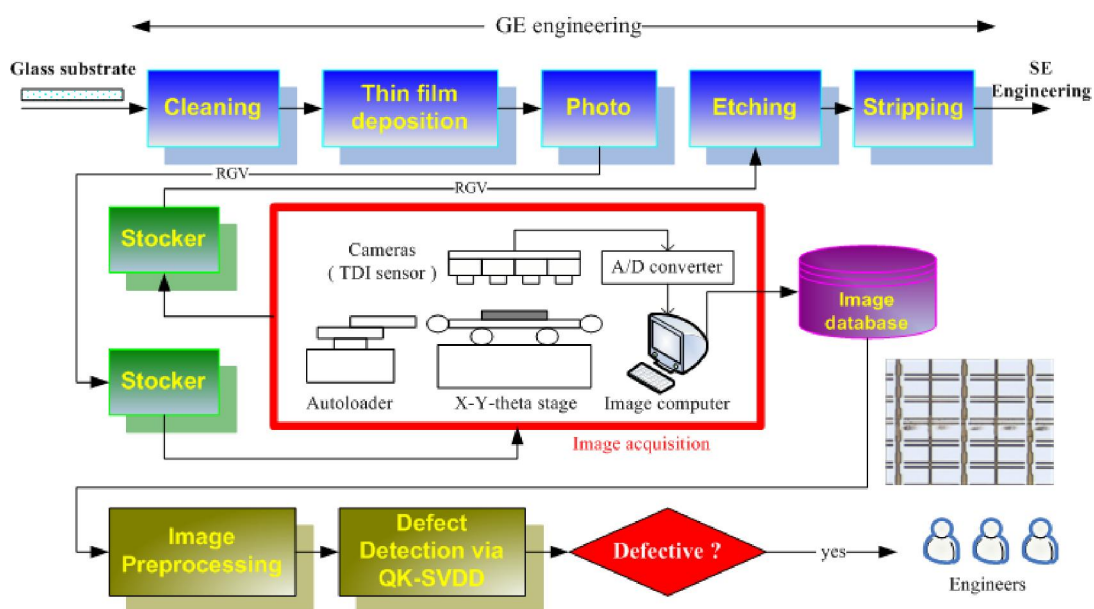 GE engineering
Glass substrate
SE
Engineering
Cleaning
Thin film
deposition
Photo
Etching
Stripping
RGV
RGV
Stocker
Cameras
( TDI sensor )
A/D converter
Image
database
Stocker
Autoloader
X-Y-theta stage
Image computer
Image acquisition
Image
Preprocessing
Defect
Detection via
QK-SVDD
Defective ?
yes
Engineers